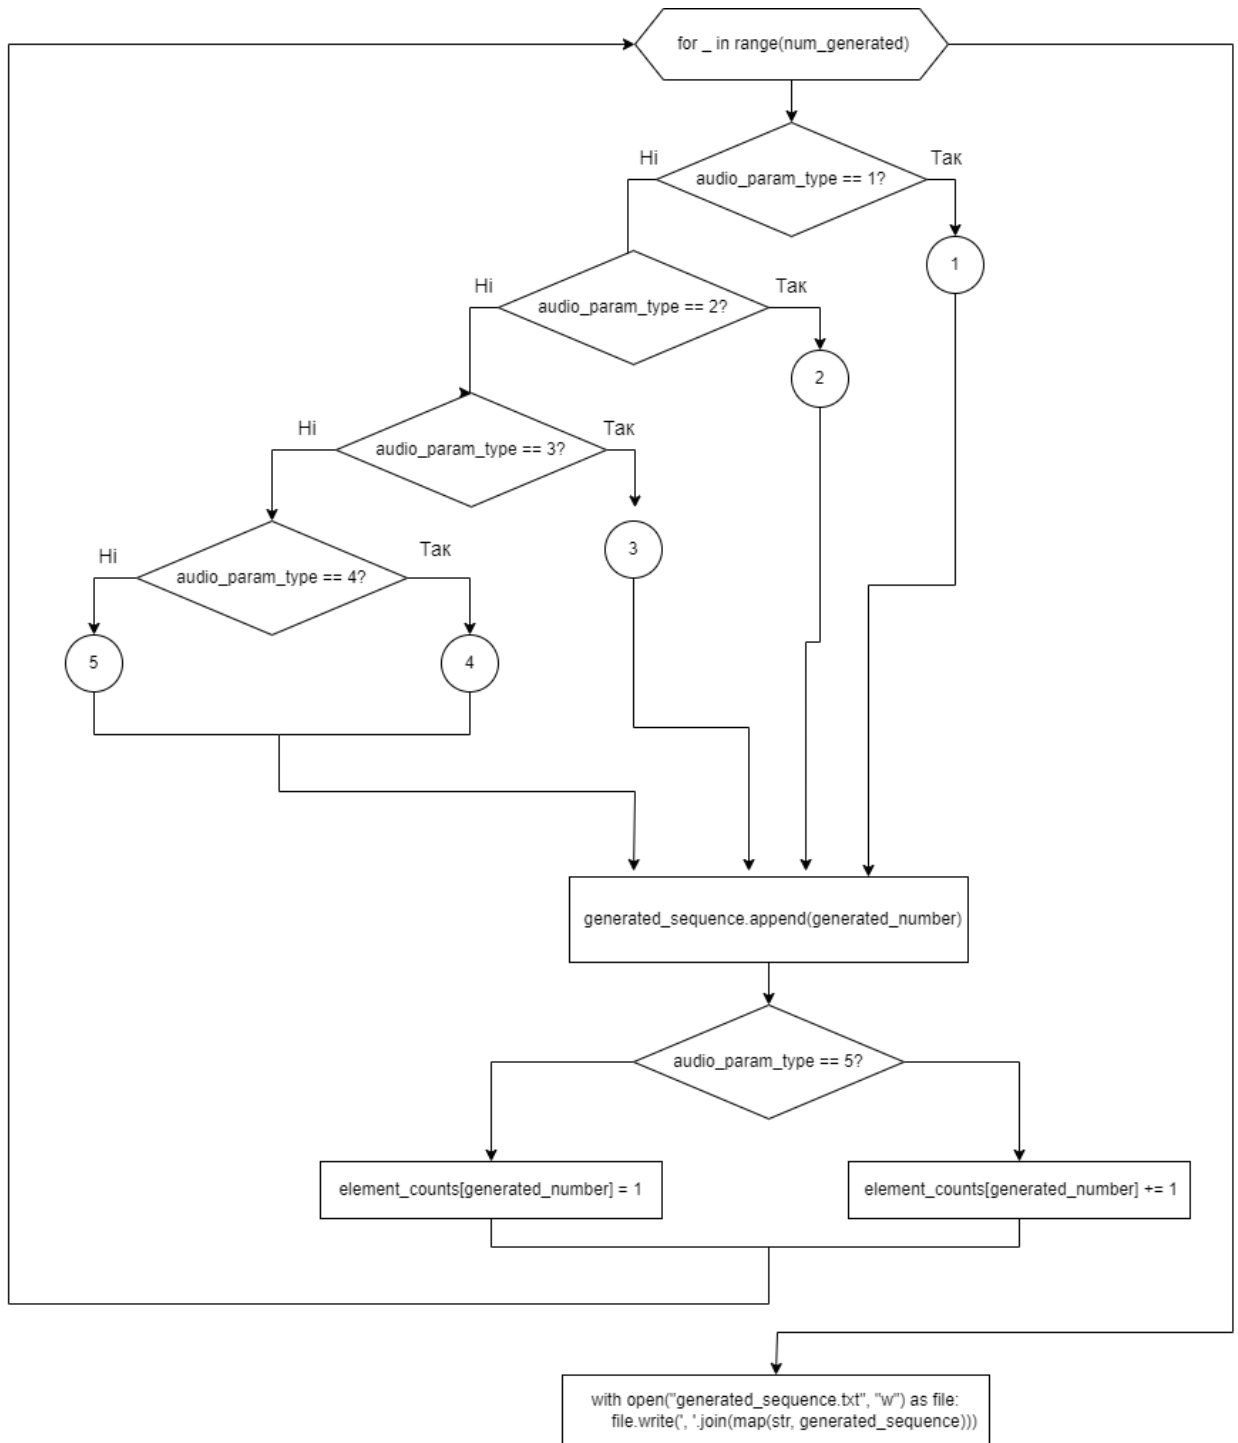 for _ in range(num_generated)
Ні
Так
audio_param_type == 1?
1
Ні
Так
audio_param_type == 2?
2
Ні
Так
audio_param_type == 3?
3
Ні
Так
audio_param_type == 4?
5
4
generated_sequence.append(generated_number)
audio_param_type == 5?
element_counts[generated_number] = 1
element_counts[generated_number] += 1
with open("generated_sequence.txt", "w") as file:
file.write(', '.join(map(str, generated_sequence)))